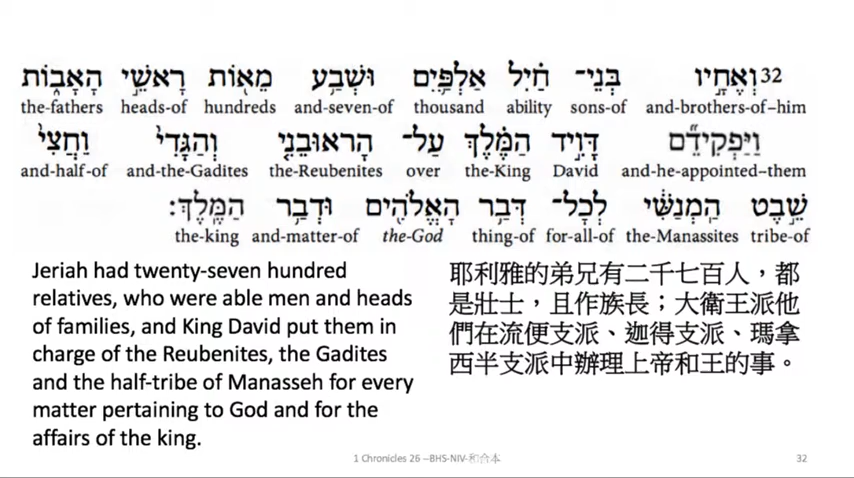 32 וְאֶחָ֣יו בְּנֵי־ חַ֔יִל אַלְפַּ֛יִם וּשְׁבַ֥ע מֵא֖וֹת רָאשֵׁ֣י הָאָב֑וֹת
the-fathers heads-of hundreds and-seven-of thousand ability sons-of and-brothers-of–him
וַיַּפְקִידֵ֞ם דָּוִ֣יד הַמֶּ֗לֶךְ עַל־ הָראוּבֵנִ֤י וְהַגָּדִי֙ וַחֲצִי֙
and-half-of and-the-Gadites the-Reubenites over the-King David and-he-appointed–them
שֵׁ֣בֶט הַֽמְנַשִּׁ֔י לְכָל־ דְּבַ֥ר הָאֱלֹהִ֖ים וּדְבַ֥ר הַמֶּֽלֶךְ׃
the-king and-matter-of the-God thing-of for-all-of the-Manassites tribe-of
Jeriah had twenty-seven hundred
relatives, who were able men and heads
of families, and King David put them in
charge of the Reubenites, the Gadites
and the half-tribe of Manasseh for every
matter pertaining to God and for the
affairs of the king.
耶利雅的弟兄有二千七百人，都
是壯士，且作族長；大衛王派他
們在流便支派、迦得支派、瑪拿
西半支派中辦理上帝和王的事。
1 Chronicles 26 --BHS-NIV-和合本
32